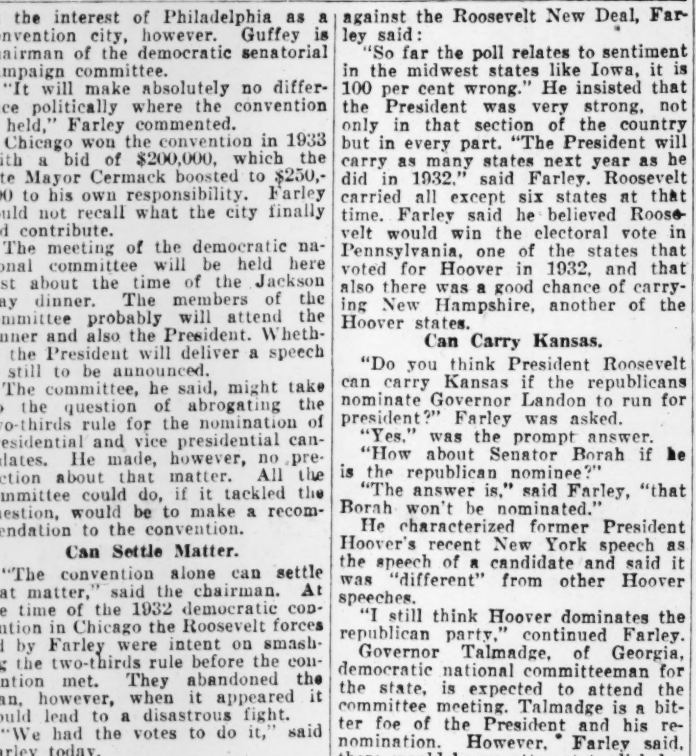 the interest of Philadelphia as a
nvention city, however. Guffey is
airman of the democratic senatorial
mpaign committee.
"It will make absolutely no differ-
ce politically where the convention
held," Farley commented.
Chicago won the convention in 1933
ith a bid of $200,000, which the
te Mayor Cermack boosted to $250,-
00 to his own responsibility. Farley
uld not recall what the city finally
d contribute.
The meeting of the democratic na-
onal committee will be held here
st about the time of the Jackson
ay dinner. The members of the
mmittee probably will attend the
nner and also the President. Wheth-
the President will deliver a speech
still to be announced.
The committee, he said, might take
the question of abrogating the
wo-thirds rule for the nomination of
esidential and vice presidential can-
dates. He made, however, no pre-
ction about that matter. All the
mmittee could do, if it tackled the
estion, would be to make a recom-
endation to the convention.
Can Settle Matter.
"The convention alone can settle
at matter," said the chairman. At
e time of the 1932 democratic con-
ntion in Chicago the Roosevelt forces
d by Farley were intent on smash-
g the two-thirds rule before the con-
ntion met. They abandoned the
an, however, when it appeared it
ould lead to a disastrous fight.
"We had the votes to do it," said
arley today.
against the Roosevelt New Deal, Far-
ley said:
"So far the poll relates to sentiment
in the midwest states like Iowa, it is
100 per cent wrong." He insisted that
the President was very strong, not
only in that section of the country
but in every part. "The President will
carry as many states next year as he
did in 1932," said Farley. Roosevelt
carried all except six states at that
time. Farley said he believed Roose-
velt would win the electoral vote in
Pennsylvania, one of the states that
voted for Hoover in 1932, and that
also there was a good chance of carry-
ing New Hampshire, another of the
Hoover states.
Can Carry Kansas.
"Do you think President Roosevelt
can carry Kansas if the republicans
nominate Governor Landon to run for
president?" Farley was asked.
"Yes," was the prompt answer.
"How about Senator Borah if he
is the republican nominee?"
"The answer is," said Farley, "that
Borah won't be nominated."
He characterized former President
Hoover's recent New York speech as
the speech of a candidate and said it
was "different" from other Hoover
speeches.
"I still think Hoover dominates the
republican party," continued Farley.
Governor Talmadge, of Georgia,
democratic national committeeman for
the state, is expected to attend the
committee meeting. Talmadge is a bit-
ter foe of the President and his re-
nomination. However, Farley said,